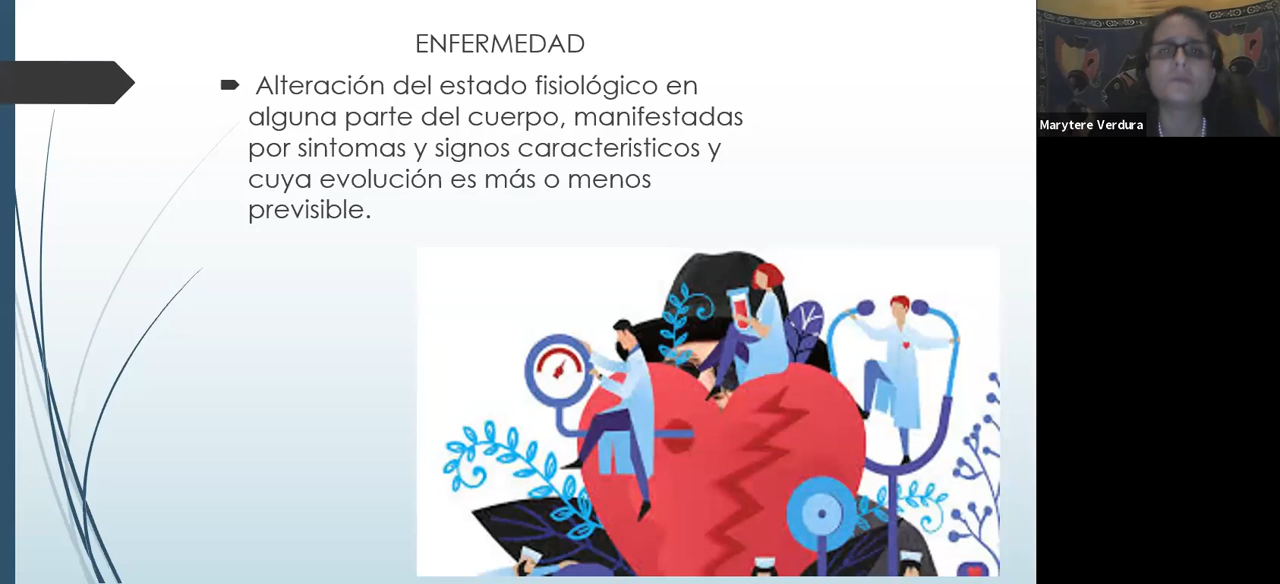 ENFERMEDAD
Alteración del estado fisiológico en
alguna parte del cuerpo, manifestadas
por sintomas y signos caracteristicos y
cuya evolución es más o menos
previsible.
Marytere Verdura